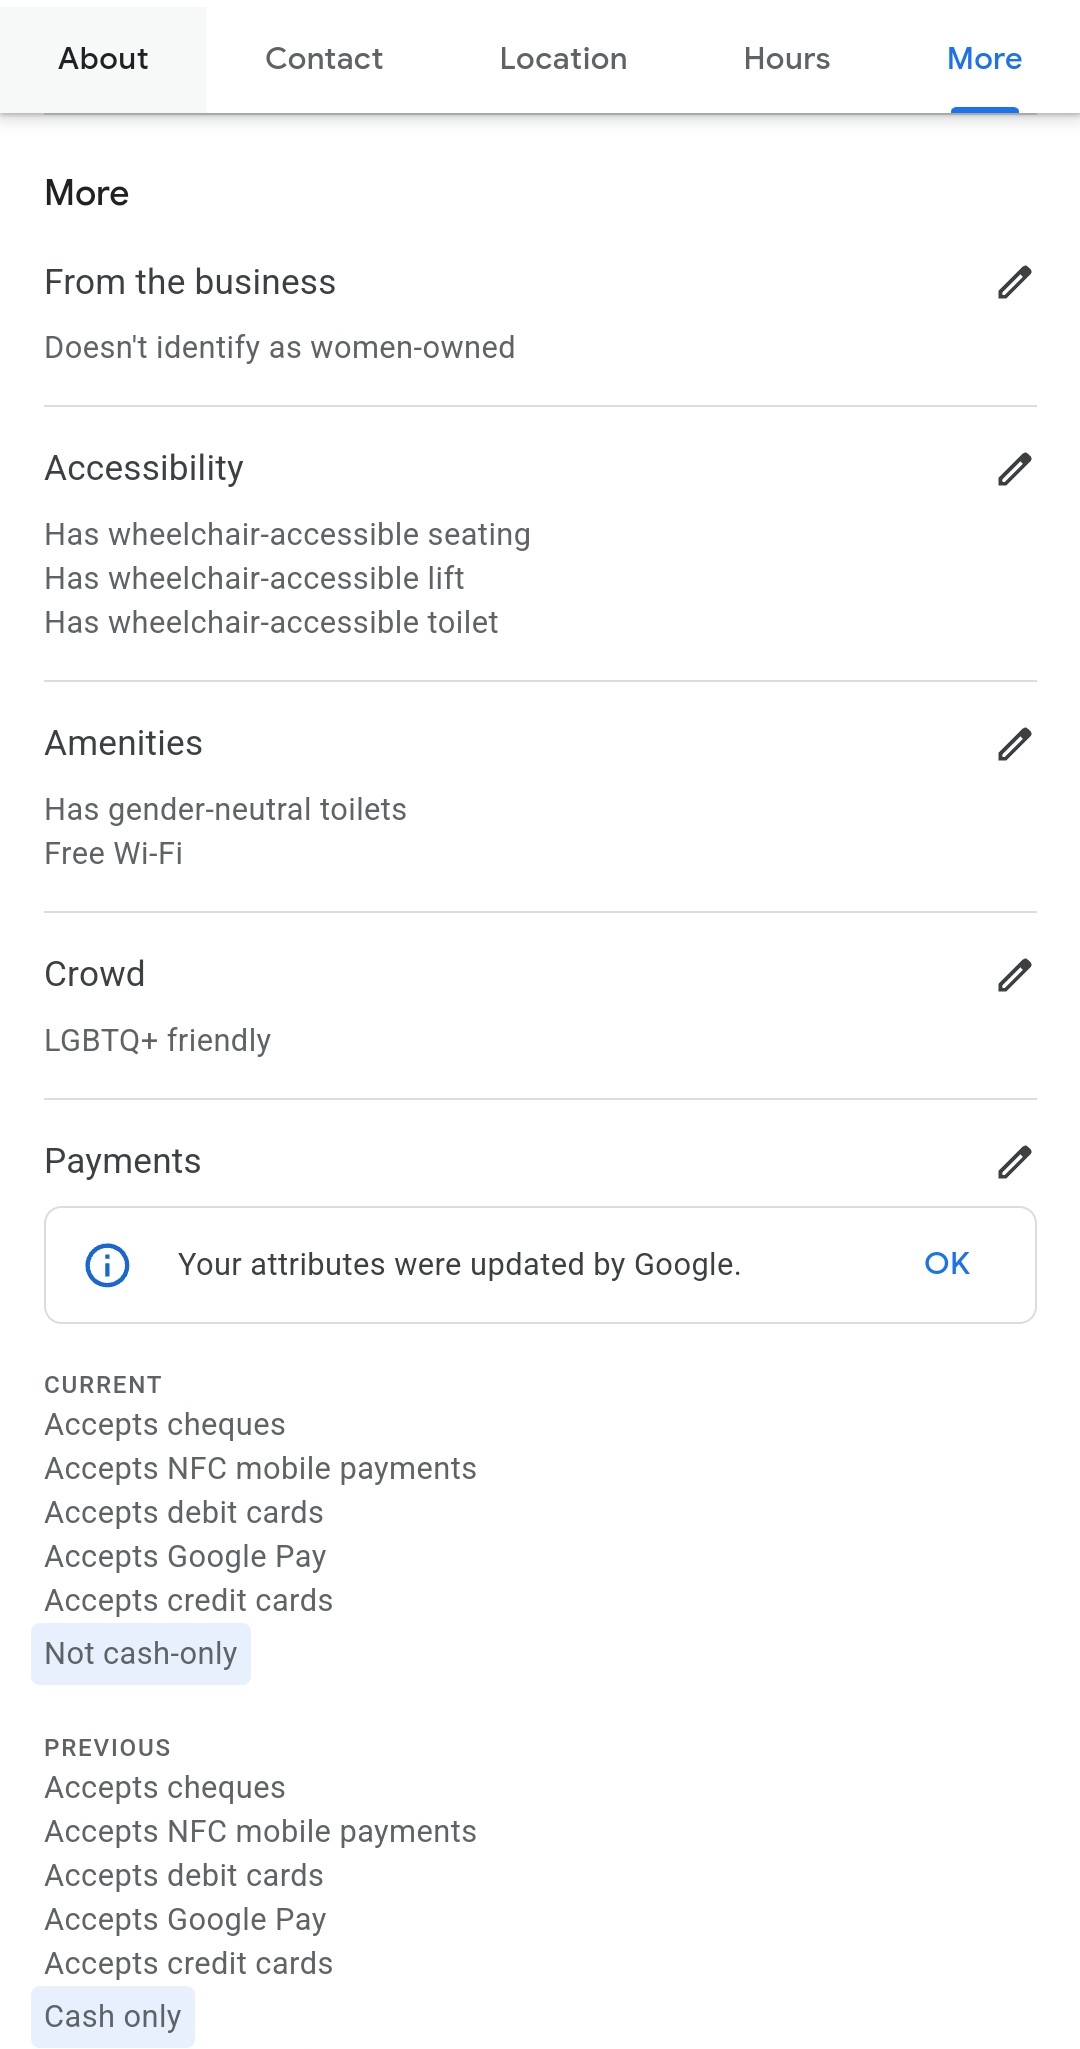 About Contact Location Hours More
More
From the business
Doesn't identify as women-owned
Accessibility
Has wheelchair-accessible seating
Has wheelchair-accessible lift
Has wheelchair-accessible toilet
Amenities
Has gender-neutral toilets
Free Wi-Fi
Crowd
LGBTQ+ friendly
Payments
Your attributes were updated by Google. OK
CURRENT
Accepts cheques
Accepts NFC mobile payments
Accepts debit cards
Accepts Google Pay
Accepts credit cards
Not cash-only
PREVIOUS
Accepts cheques
Accepts NFC mobile payments
Accepts debit cards
Accepts Google Pay
Accepts credit cards
Cash only